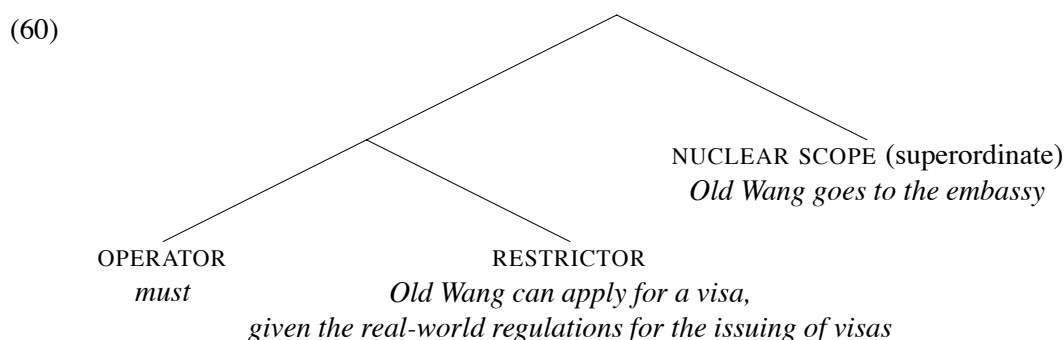 (60)
NUCLEAR SCOPE (superordinate)
Old Wang goes to the embassy
OPERATOR
must
RESTRICTOR
Old Wang can apply for a visa,
given the real-world regulations for the issuing of visas